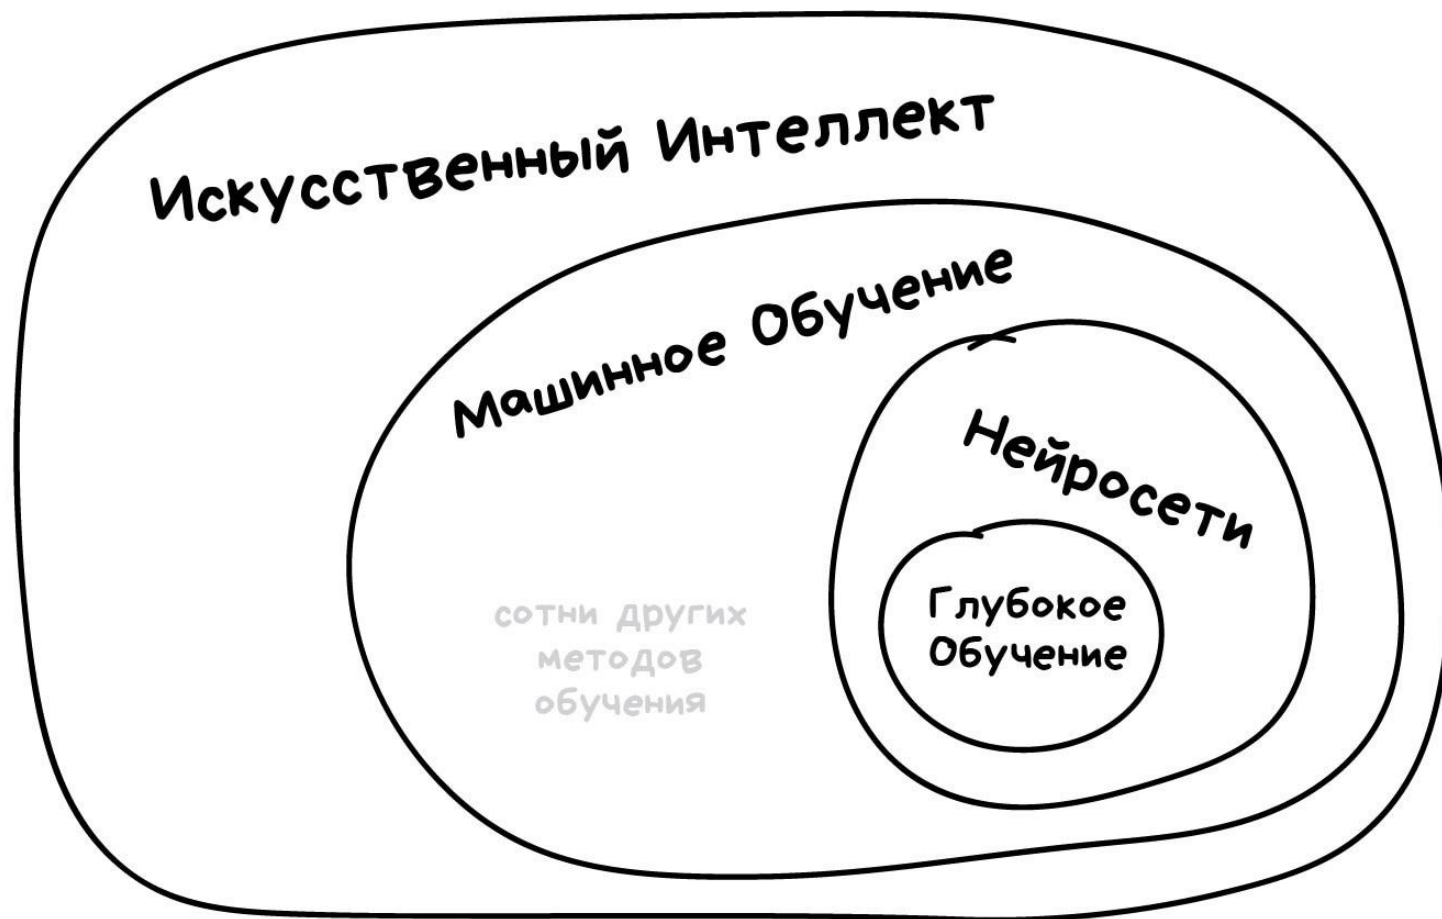 Искусственный Интеллект
Машинное Обучение
Нейросети
Глубокое
Обучение
сотни других
методов
обучения